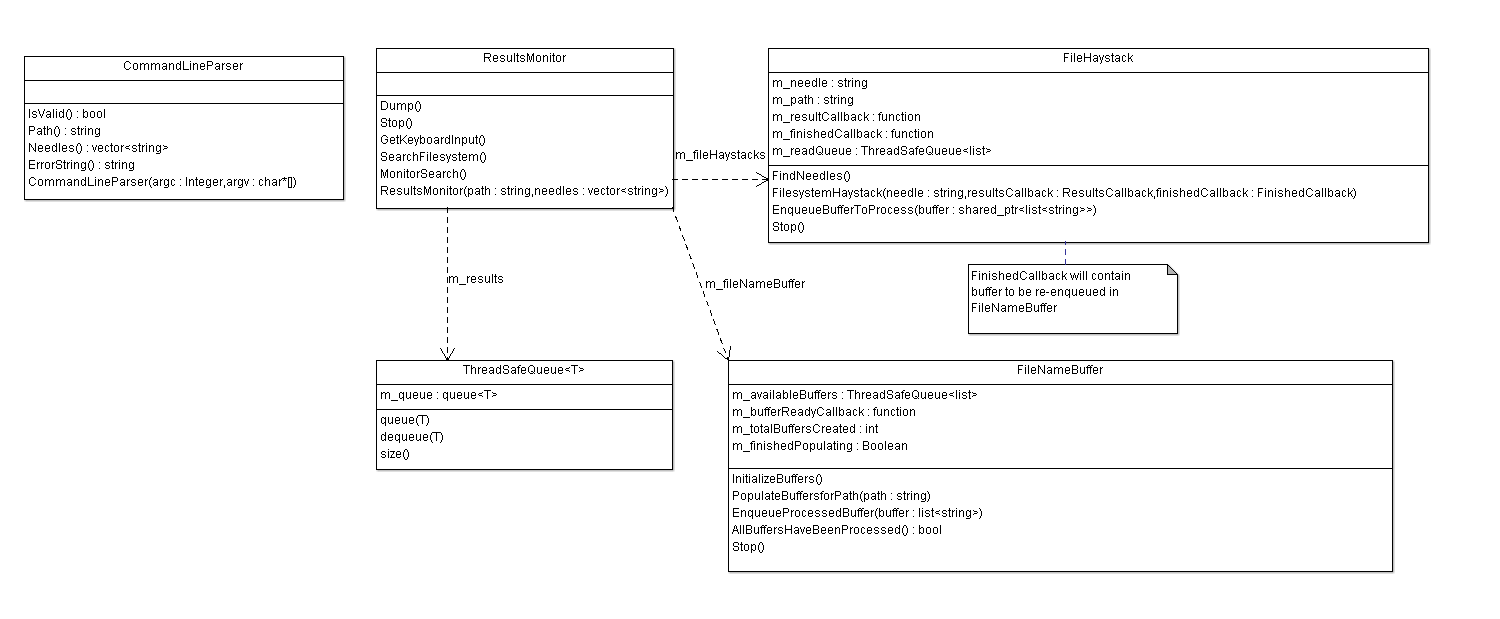 CommandLineParser
IsValid() : bool
Path() : string
Needles() : vector<string>
ErrorString() : string
CommandLineParser(argc : Integer,argv : char*[])
ResultsMonitor
Dump()
Stop()
GetKeyboardInput()
SearchFilesystem()
MonitorSearch()
ResultsMonitor(path : string,needles : vector<string>)
m_fileHaystacks
FileHaystack
m_needle : string
m_path : string
m_resultCallback : function
m_finishedCallback : function
m_readQueue : ThreadSafeQueue<list>
FindNeedles()
FilesystemHaystack(needle : string,resultsCallback : ResultsCallback,finishedCallback : FinishedCallback)
EnqueueBufferToProcess(buffer : shared_ptr<list<string>>)
Stop()
FinishedCallback will contain
buffer to be re-enqueued in
FileNameBuffer
m_results
m_fileNameBuffer
ThreadSafeQueue<T>
m_queue : queue<T>
queue(T)
dequeue(T)
size()
FileNameBuffer
m_availableBuffers : ThreadSafeQueue<list>
m_bufferReadyCallback : function
m_totalBuffersCreated : int
m_finishedPopulating : Boolean
InitializeBuffers()
PopulateBuffersforPath(path : string)
EnqueueProcessedBuffer(buffer : list<string>)
AllBuffersHaveBeenProcessed() : bool
Stop()